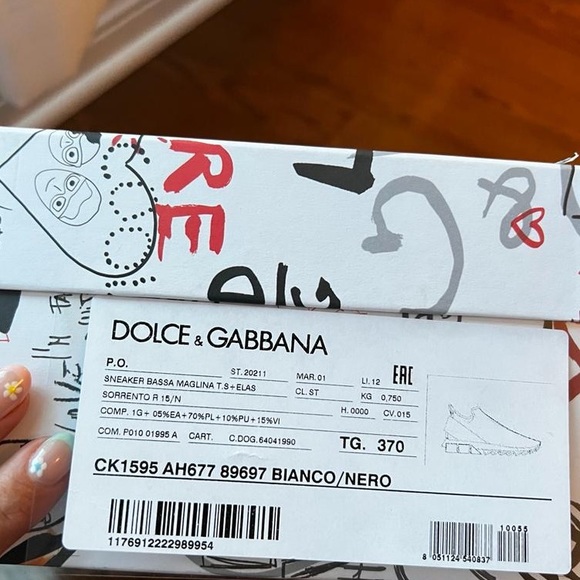 RE
DOLCE & GABBANA
P.O. ST. 20211 MAR. 01 LI. 12 EAC
SNEAKER BASSA MAGLINA T.S+ELAS CL. ST KG 0,750
SORRENTO R 15/N
COMP. 1G+ 05%EA+70%PL+10%PU+15%VI H. 0000 CV. 015
COM. P010 01995 A CART. C.DOG. 64041990 TG. 370
CK1595 AH677 89697 BIANCO/NERO
10055
1176912222989954
8 051124 540837